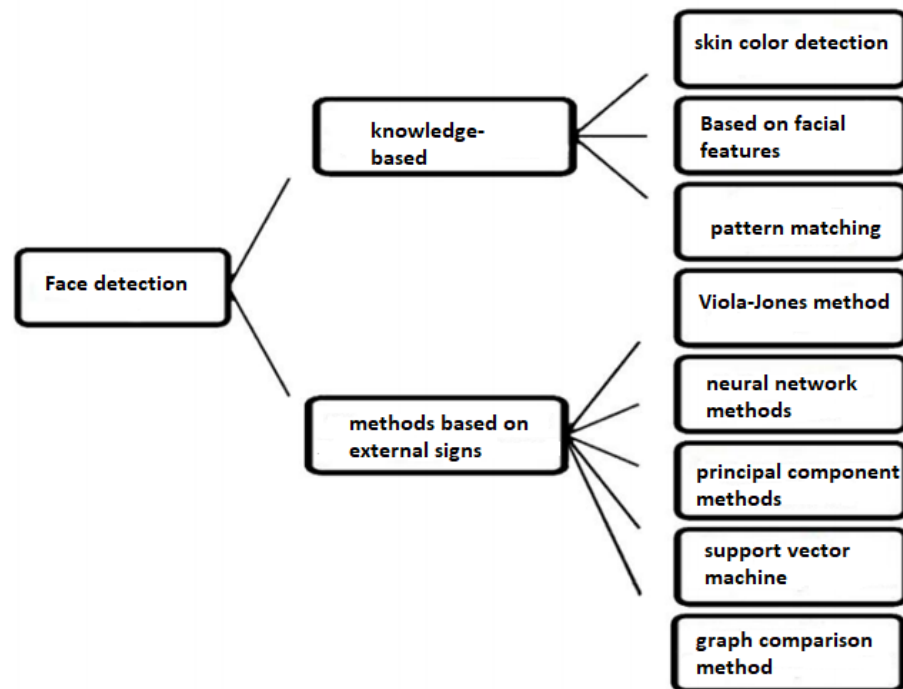 skin color detection
knowledge-
based
Based on facial
features
pattern matching
Face detection
Viola-Jones method
methods based on
external signs
neural network
methods
principal component
methods
support vector
machine
graph comparison
method